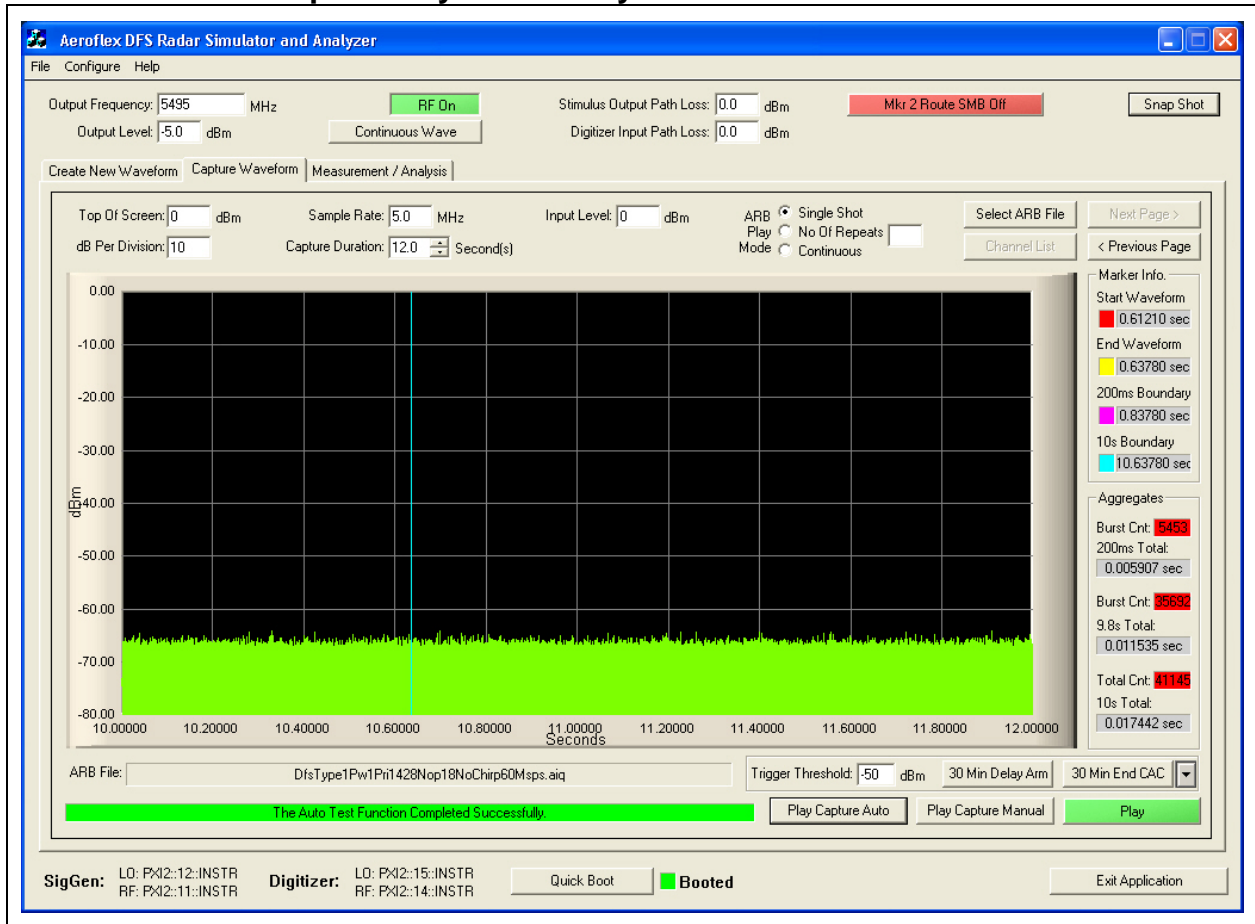 Aeroflex DFS Radar Simulator and Analyzer
File Configure Help
Output Frequency: 5495 MHz
RF On
Stimulus Output Path Loss: 0.0 dBm
Mkr 2 Route SMB Off
Snap Shot
Output Level: -5.0 dBm
Continuous Wave
Digitizer Input Path Loss: 0.0 dBm
Create New Waveform
Capture Waveform
Measurement / Analysis
Top Of Screen: 0 dBm
Sample Rate: 5.0 MHz
Input Level: 0 dBm
ARB Play Mode
Single Shot
No Of Repeats
Continuous
Select ARB File
Next Page >
dB Per Division: 10
Capture Duration: 12.0 Second(s)
Channel List
< Previous Page
0.00
-10.00
-20.00
-30.00
-40.00
-50.00
-60.00
-70.00
-80.00
dBm
10.00000 10.20000 10.40000 10.60000 10.80000 11.00000 11.20000 11.40000 11.60000 11.80000 12.00000
Seconds
Marker Info.
Start Waveform
0.61210 sec
End Waveform
0.63780 sec
200ms Boundary
0.83780 sec
10s Boundary
10.63780 sec
Aggregates
Burst Cnt: 5453
200ms Total:
0.005907 sec
Burst Cnt: 35692
9.8s Total:
0.011535 sec
Total Cnt: 41145
10s Total:
0.017442 sec
ARB File: DfsType1Pw1Pri1428Nop18NoChirp60Msps.aiq
Trigger Threshold: -50 dBm
30 Min Delay Arm
30 Min End CAC
The Auto Test Function Completed Successfully.
Play Capture Auto
Play Capture Manual
Play
SigGen: LO: PXI2::12::INSTR
RF: PXI2::11::INSTR
Digitizer: LO: PXI2::15::INSTR
RF: PXI2::14::INSTR
Quick Boot
Booted
Exit Application